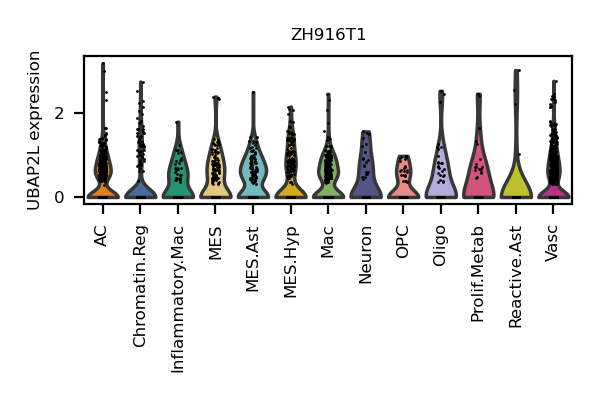 ZH916T1
UBAP2L expression
2
0
AC
Chromatin.Reg
Inflammatory.Mac
MES
MES.Ast
MES.Hyp
Mac
Neuron
OPC
Oligo
Prolif.Metab
Reactive.Ast
Vasc